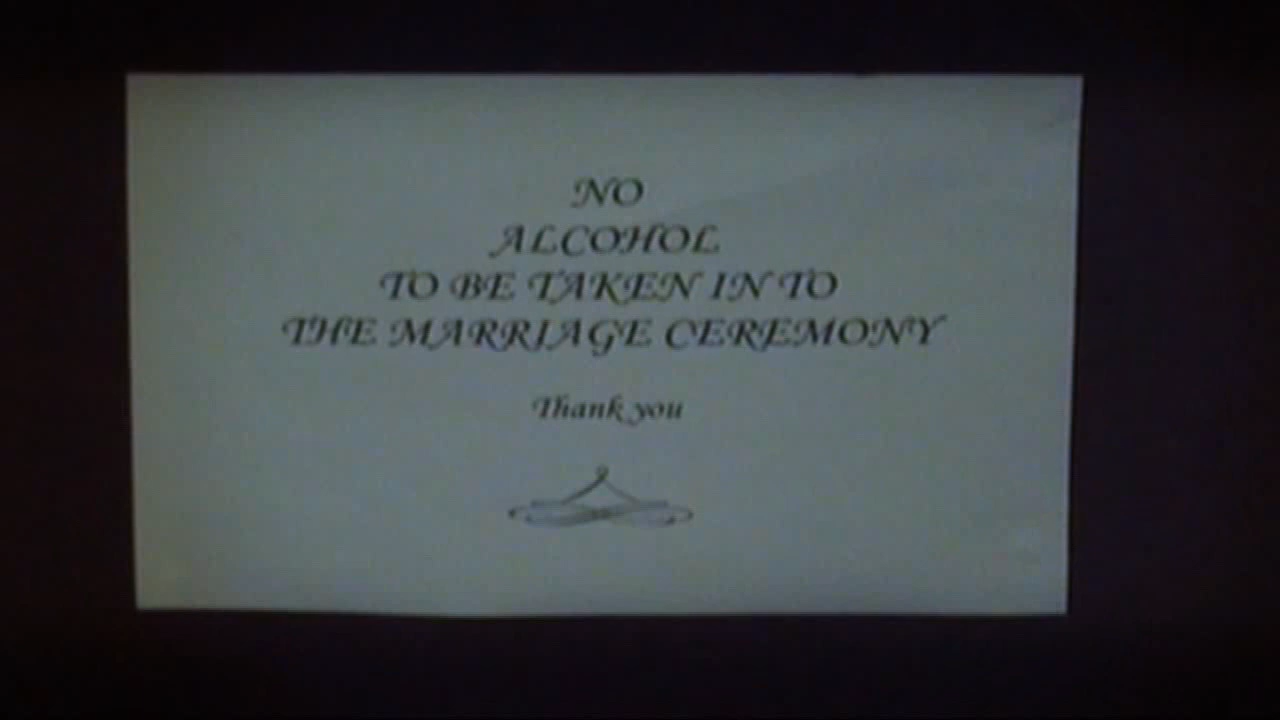 NO
ALCOHOL
TO BE TAKEN IN TO
THE MARRIAGE CEREMONY
Thank you